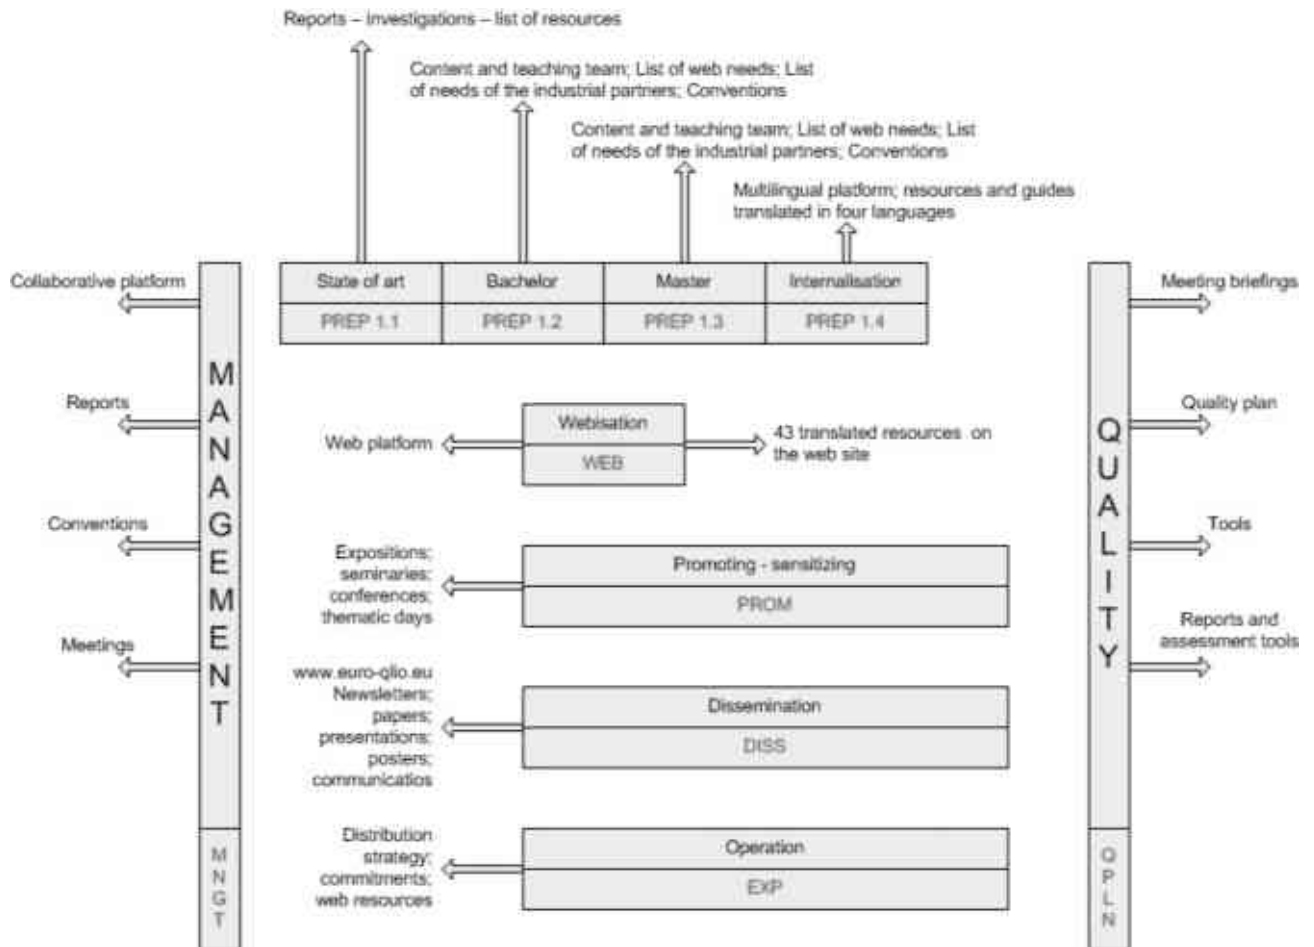 Reports – investigations – list of resources
Content and teaching team; List of web needs; List
of needs of the industrial partners; Conventions
Content and teaching team; List of web needs; List
of needs of the industrial partners; Conventions
Multilingual platform; resources and guides
translated in four languages
Collaborative platform
State of art
Bachelor
Master
Internalisation
Meeting briefings
PREP 1.1
PREP 1.2
PREP 1.3
PREP 1.4
MANAGEMENT
QUALITY
Reports
Webisation
Quality plan
Web platform
43 translated resources on
the web site
WEB
Conventions
Tools
Expositions;
seminaries;
conferences;
thematic days
Promoting - sensitizing
PROM
Meetings
Reports and
assessment tools
www.euro-qlio.eu
Newsletters;
papers;
presentations;
posters;
communicatios
Dissemination
DISS
Distribution
strategy;
commitments;
web resources
Operation
EXP
MNGT
QPLN